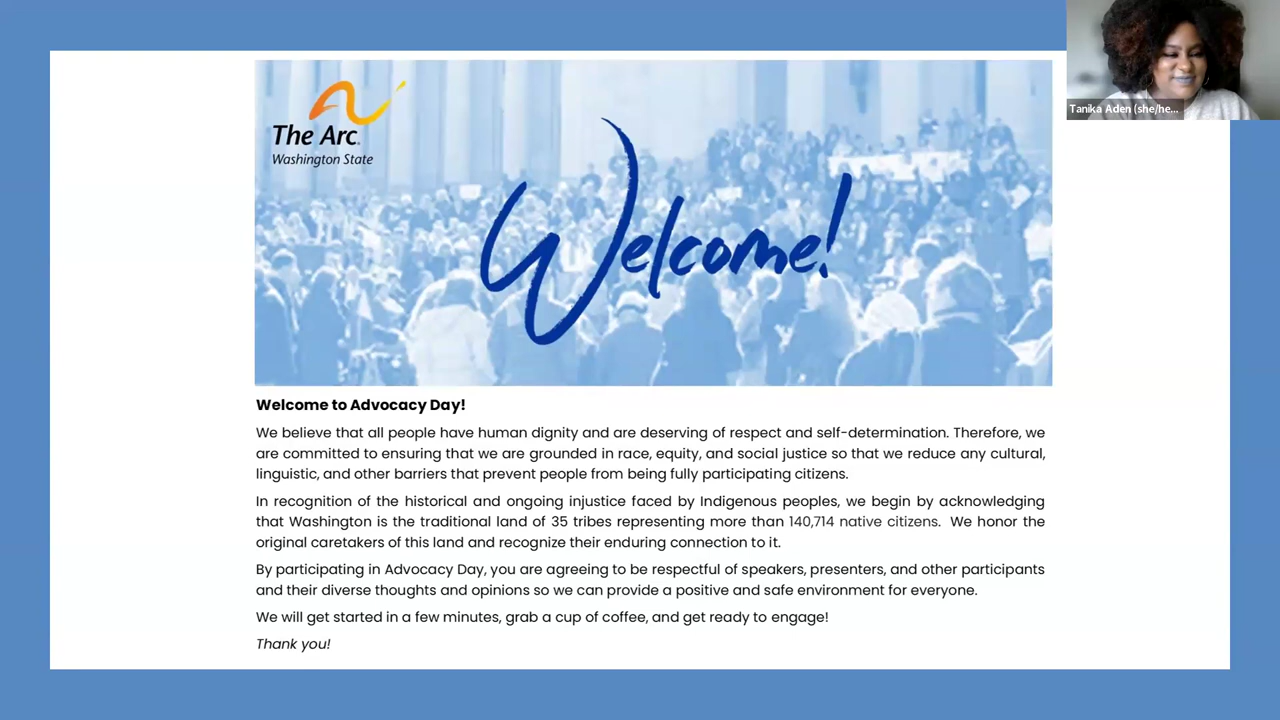 Tanika Aden (she/he...
The Arc
Washington State
Welcome!
Welcome to Advocacy Day!
We believe that all people have human dignity and are deserving of respect and self-determination. Therefore, we
are committed to ensuring that we are grounded in race, equity, and social justice so that we reduce any cultural,
linguistic, and other barriers that prevent people from being fully participating citizens.
In recognition of the historical and ongoing injustice faced by Indigenous peoples, we begin by acknowledging
that Washington is the traditional land of 35 tribes representing more than 140,714 native citizens. We honor the
original caretakers of this land and recognize their enduring connection to it.
By participating in Advocacy Day, you are agreeing to be respectful of speakers, presenters, and other participants
and their diverse thoughts and opinions so we can provide a positive and safe environment for everyone.
We will get started in a few minutes, grab a cup of coffee, and get ready to engage!
Thank you!